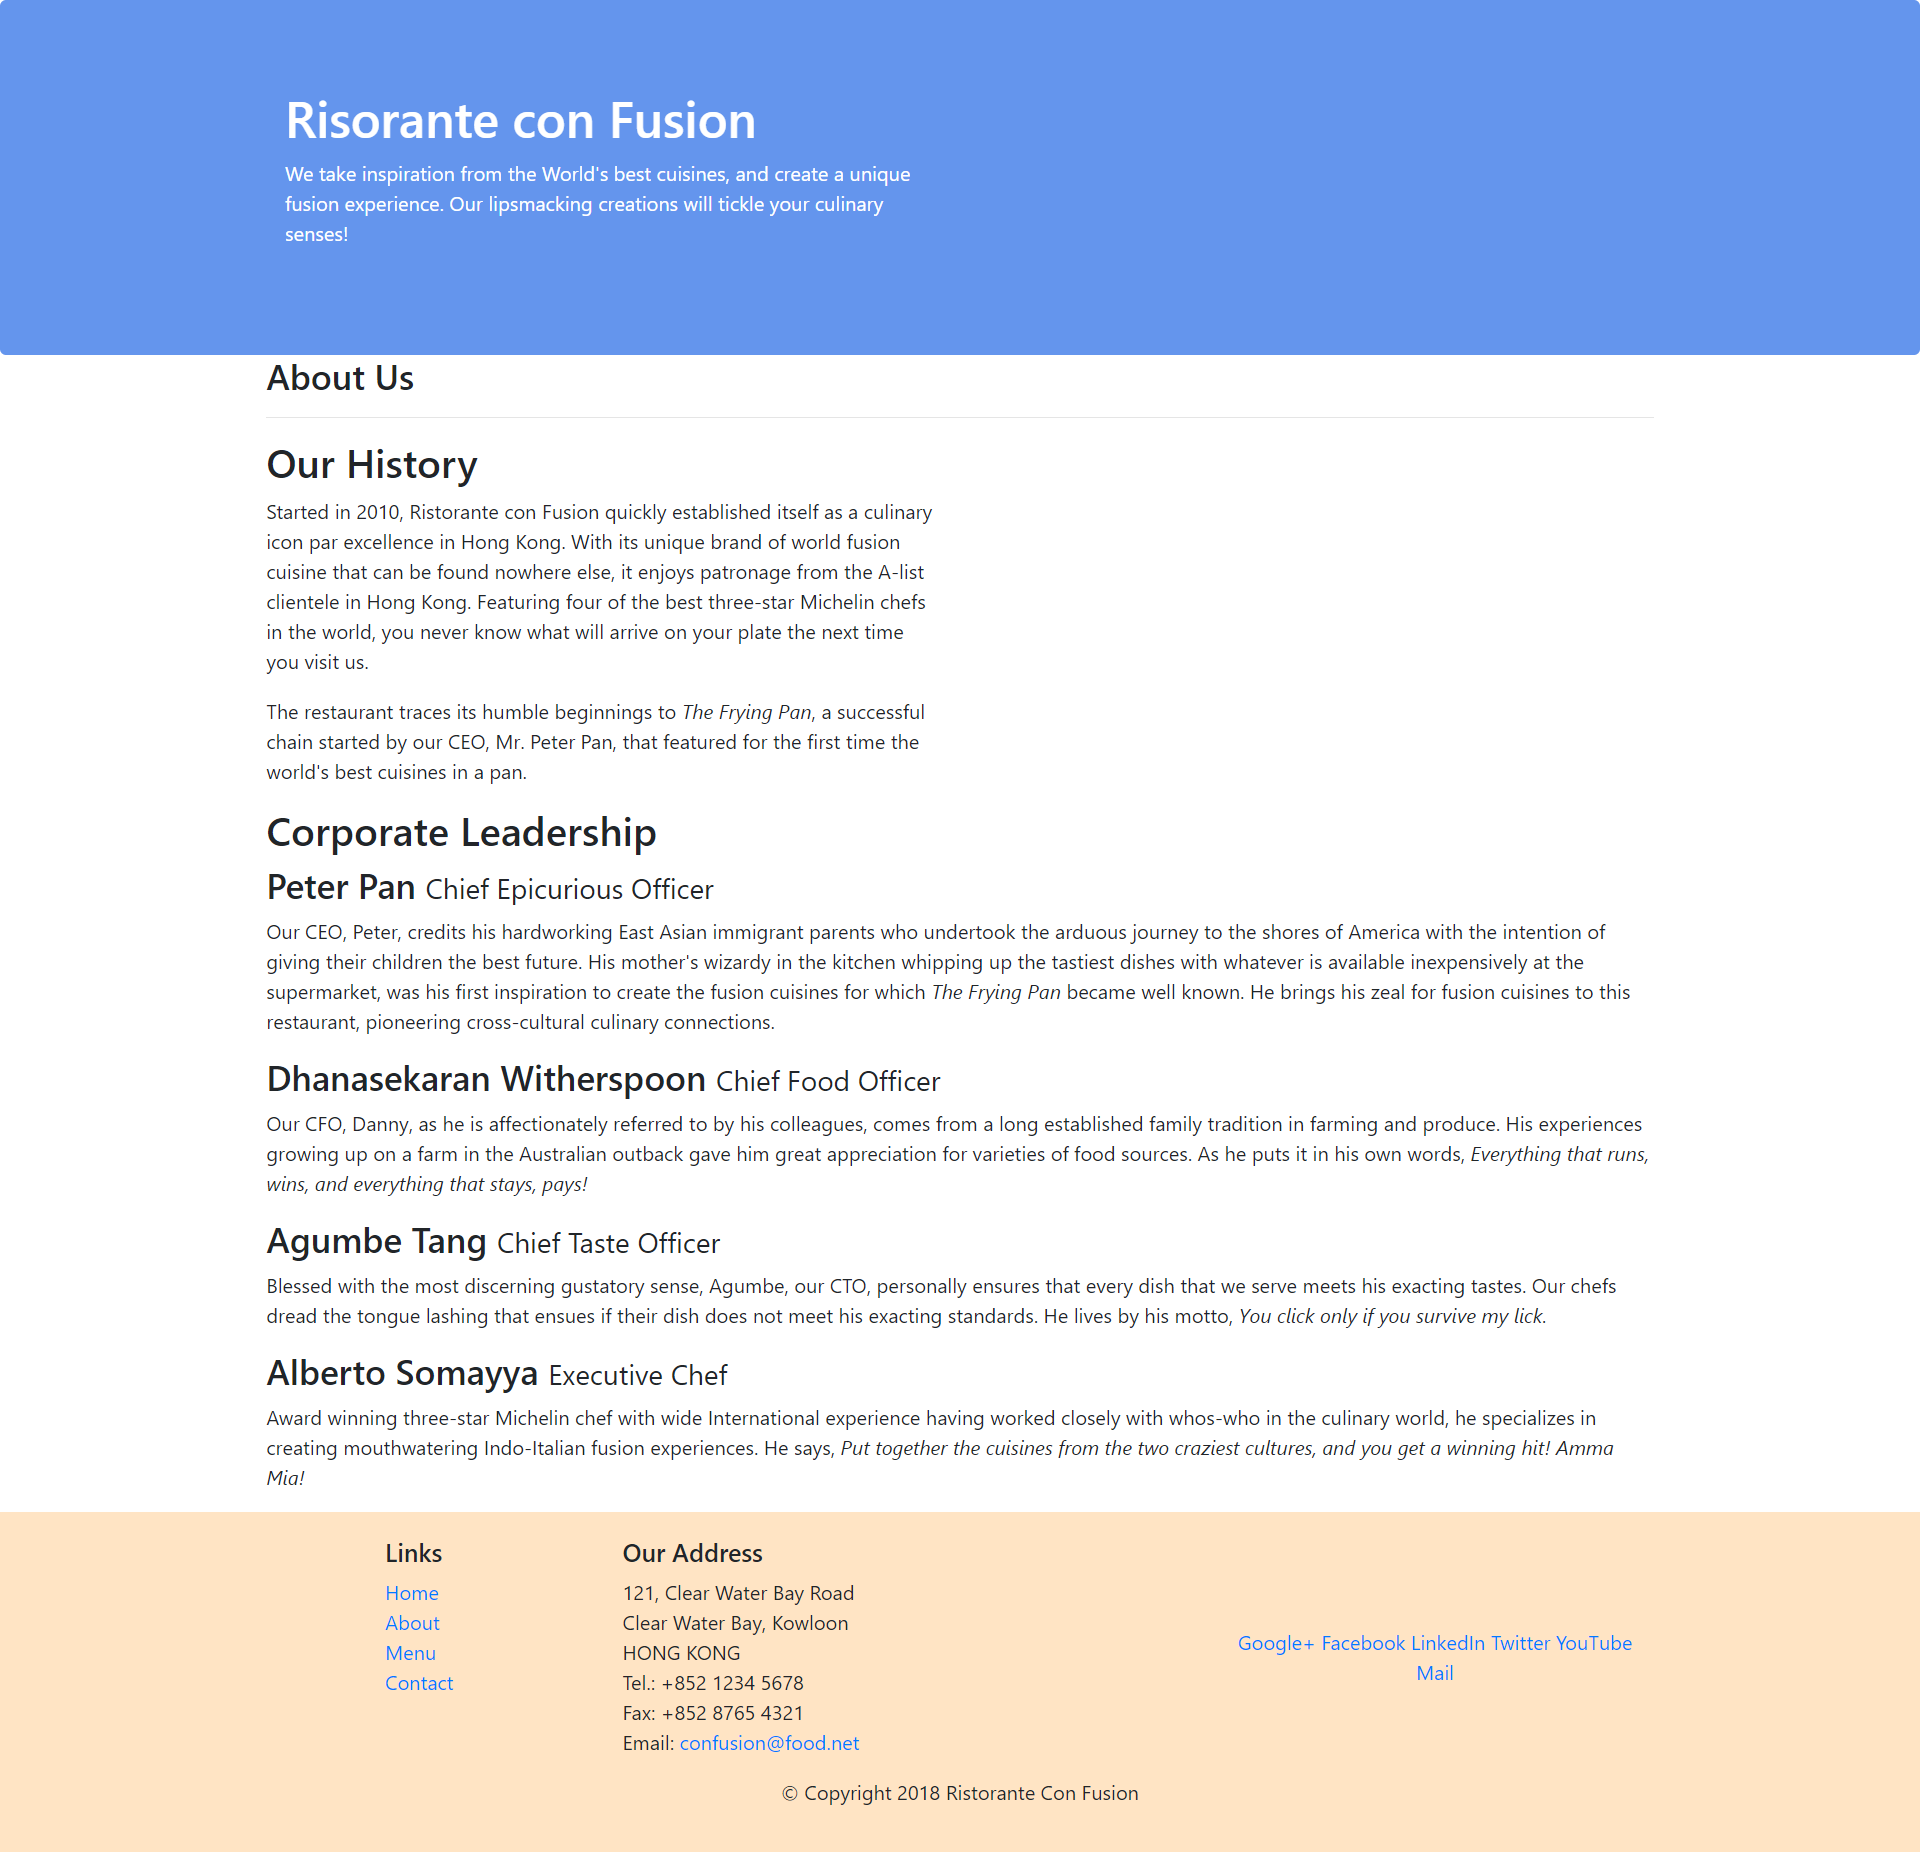 Risorante con Fusion
We take inspiration from the World's best cuisines, and create a unique
fusion experience. Our lipsmacking creations will tickle your culinary
senses!
About Us
Our History
Started in 2010, Ristorante con Fusion quickly established itself as a culinary
icon par excellence in Hong Kong. With its unique brand of world fusion
cuisine that can be found nowhere else, it enjoys patronage from the A-list
clientele in Hong Kong. Featuring four of the best three-star Michelin chefs
in the world, you never know what will arrive on your plate the next time
you visit us.
The restaurant traces its humble beginnings to The Frying Pan, a successful
chain started by our CEO, Mr. Peter Pan, that featured for the first time the
world's best cuisines in a pan.
Corporate Leadership
Peter Pan Chief Epicurious Officer
Our CEO, Peter, credits his hardworking East Asian immigrant parents who undertook the arduous journey to the shores of America with the intention of
giving their children the best future. His mother's wizardy in the kitchen whipping up the tastiest dishes with whatever is available inexpensively at the
supermarket, was his first inspiration to create the fusion cuisines for which The Frying Pan became well known. He brings his zeal for fusion cuisines to this
restaurant, pioneering cross-cultural culinary connections.
Dhanasekaran Witherspoon Chief Food Officer
Our CFO, Danny, as he is affectionately referred to by his colleagues, comes from a long established family tradition in farming and produce. His experiences
growing up on a farm in the Australian outback gave him great appreciation for varieties of food sources. As he puts it in his own words, Everything that runs,
wins, and everything that stays, pays!
Agumbe Tang Chief Taste Officer
Blessed with the most discerning gustatory sense, Agumbe, our CTO, personally ensures that every dish that we serve meets his exacting tastes. Our chefs
dread the tongue lashing that ensues if their dish does not meet his exacting standards. He lives by his motto, You click only if you survive my lick.
Alberto Somayya Executive Chef
Award winning three-star Michelin chef with wide International experience having worked closely with whos-who in the culinary world, he specializes in
creating mouthwatering Indo-Italian fusion experiences. He says, Put together the cuisines from the two craziest cultures, and you get a winning hit! Amma
Mia!
Links
Home
About
Menu
Contact
Our Address
121, Clear Water Bay Road
Clear Water Bay, Kowloon
HONG KONG
Tel.: +852 1234 5678
Fax: +852 8765 4321
Email: confusion@food.net
Google+ Facebook LinkedIn Twitter YouTube
Mail
© Copyright 2018 Ristorante Con Fusion